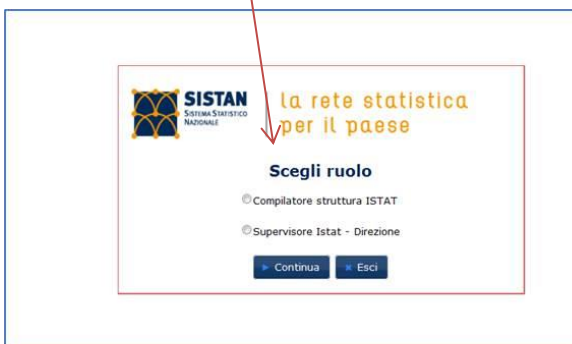 SISTAN
SISTEMA STATISTICO
NAZIONALE
la rete statistica
per il paese
Scegli ruolo
Compilatore struttura ISTAT
Supervisore Istat - Direzione
Continua
Esci